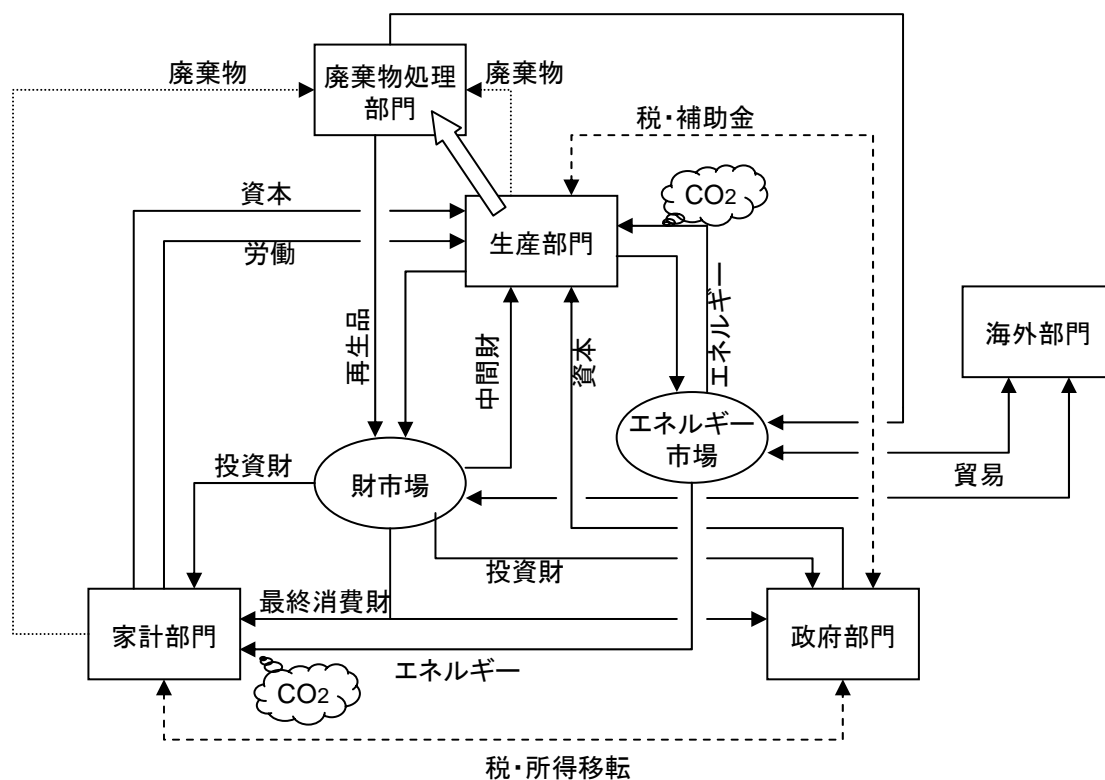 廃棄物
廃棄物処理
部門
廃棄物
税・補助金
資本
CO2
労働
生産部門
再生品
中間財
資本
エネルギー
海外部門
エネルギー
市場
投資財
財市場
貿易
投資財
最終消費財
家計部門
政府部門
エネルギー
CO2
税・所得移転